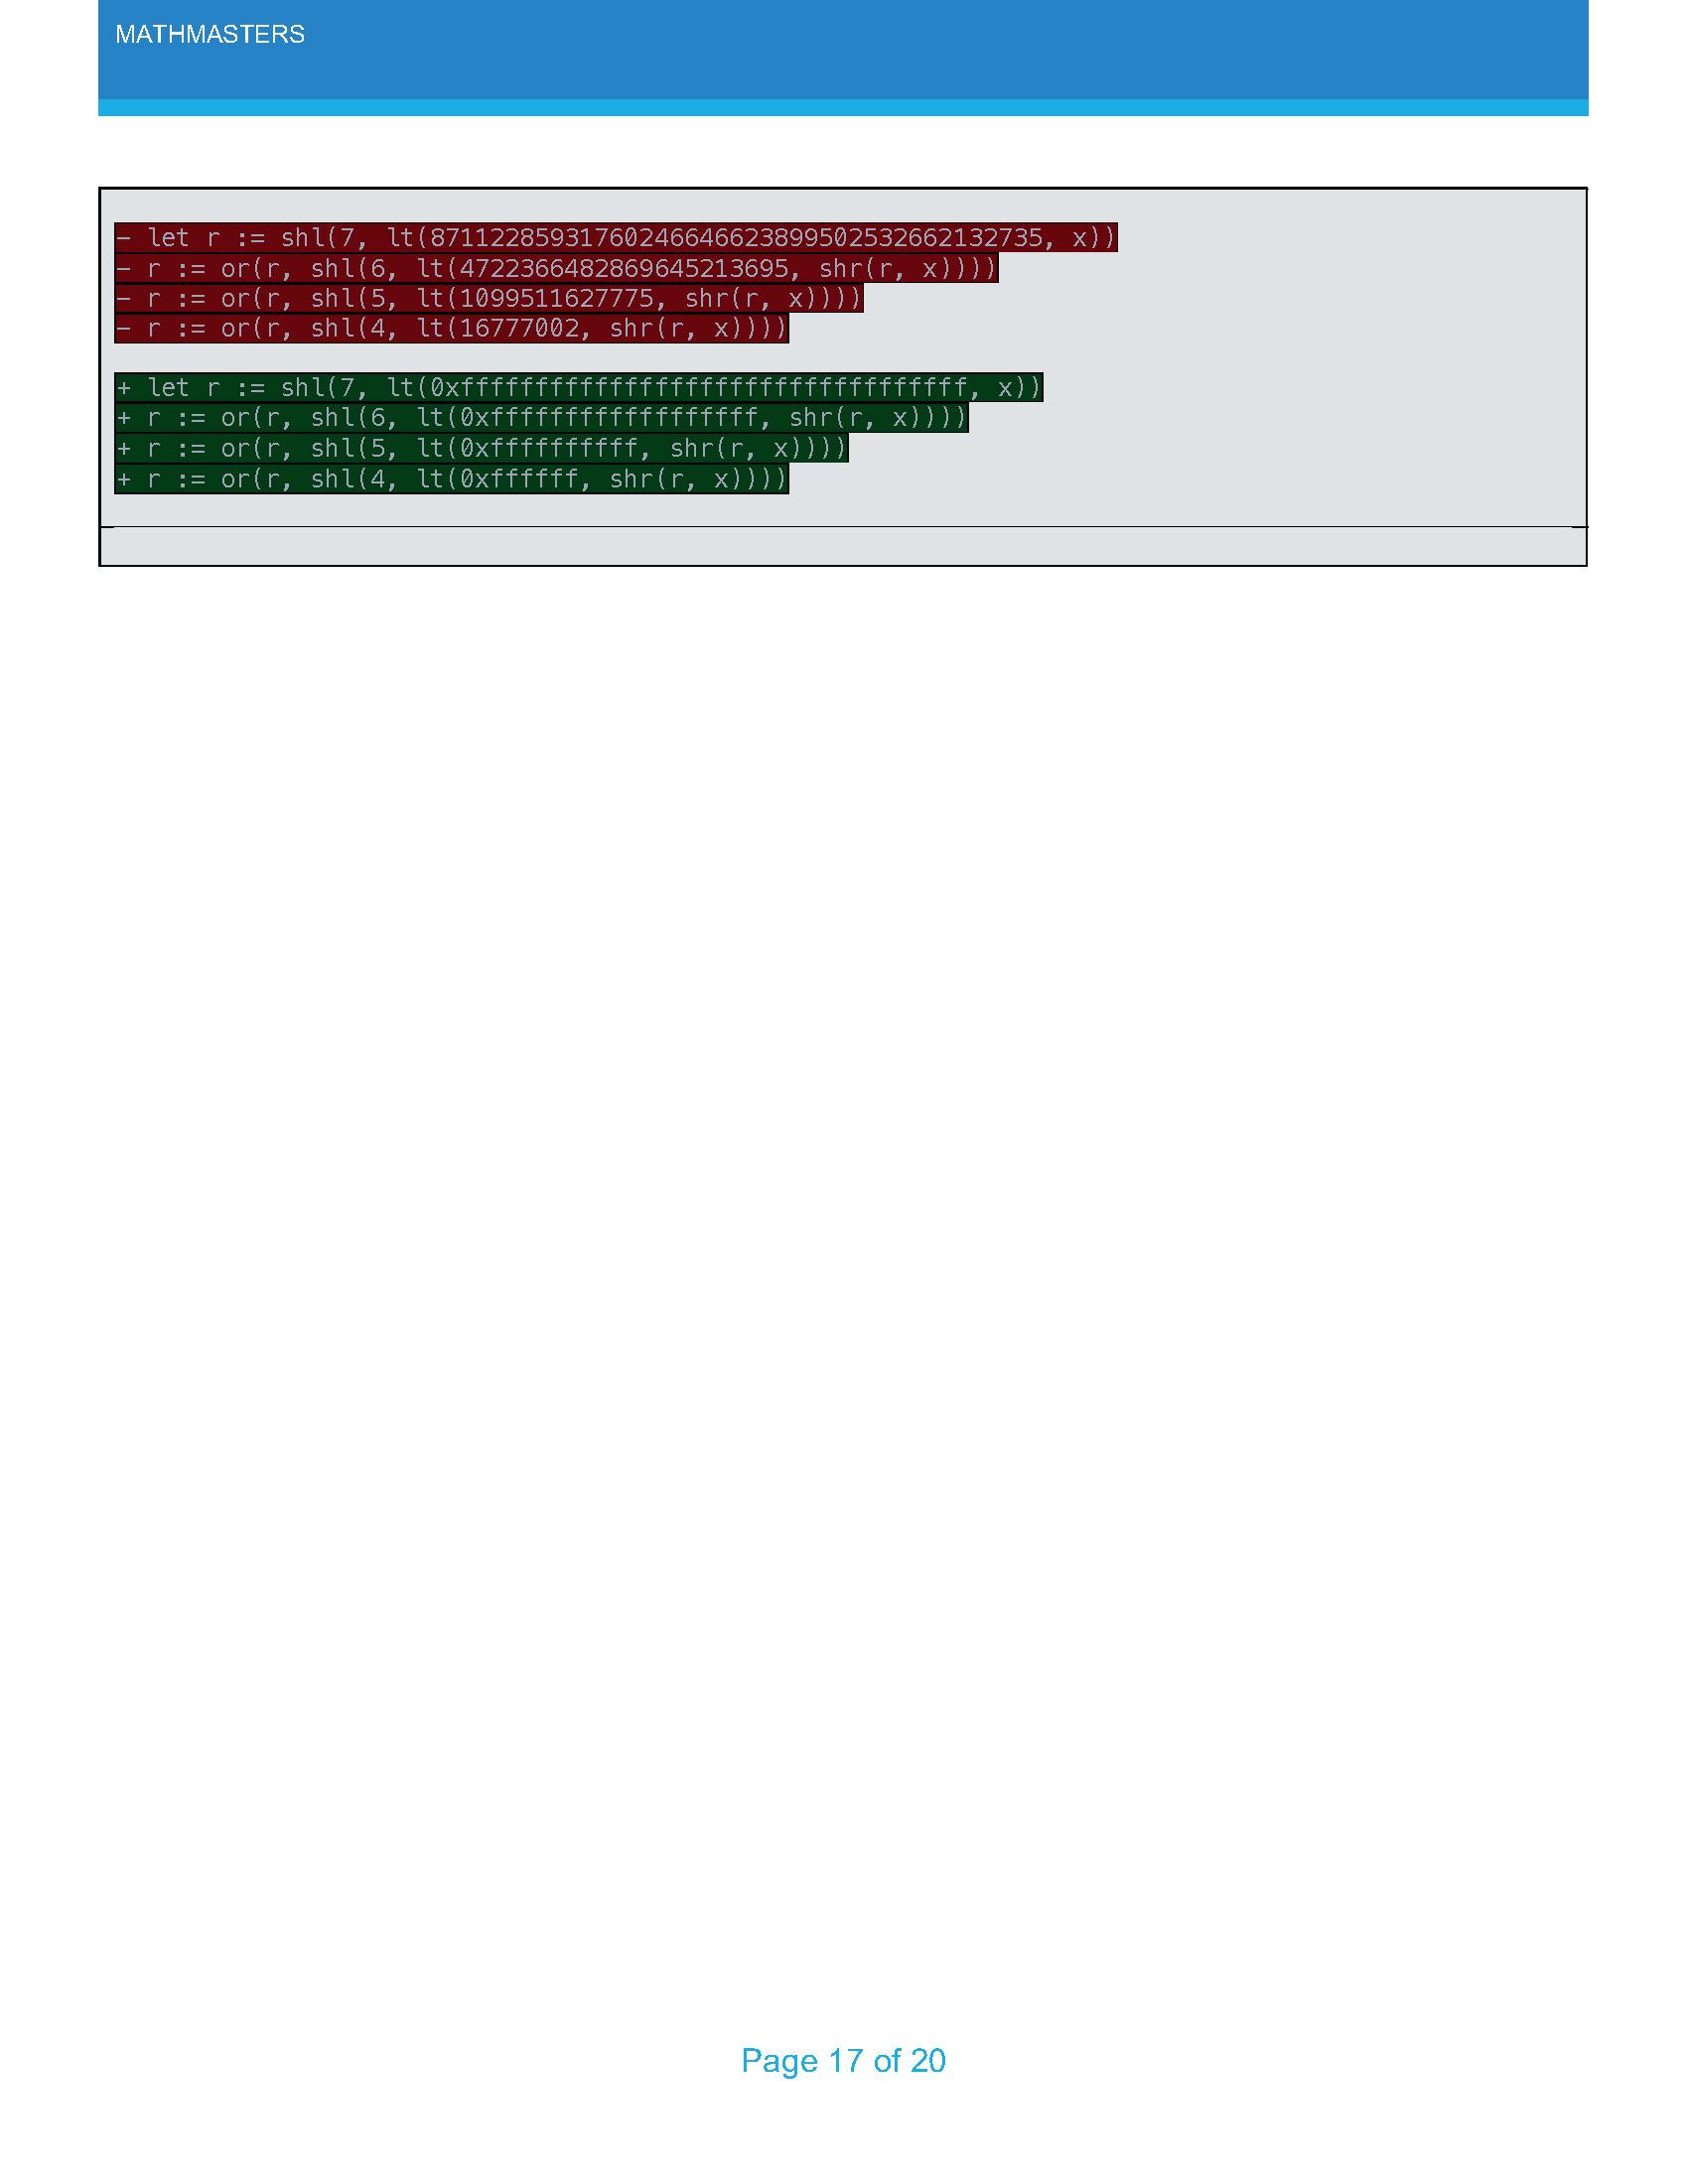 MATHMASTERS
- let r := shl(7, lt(87112285931760246646623899502532662132735, x))
- r := or(r, shl(6, lt(4722366482869645213695, shr(r, x))))
- r := or(r, shl(5, lt(1099511627775, shr(r, x))))
- r := or(r, shl(4, lt(16777002, shr(r, x))))
+ let r := shl(7, lt(0xffffffffffffffffffffffffffffffffff, x))
+ r := or(r, shl(6, lt(0xffffffffffffffffff, shr(r, x))))
+ r := or(r, shl(5, lt(0xffffffffff, shr(r, x))))
+ r := or(r, shl(4, lt(0xffffff, shr(r, x))))
Page 17 of 20